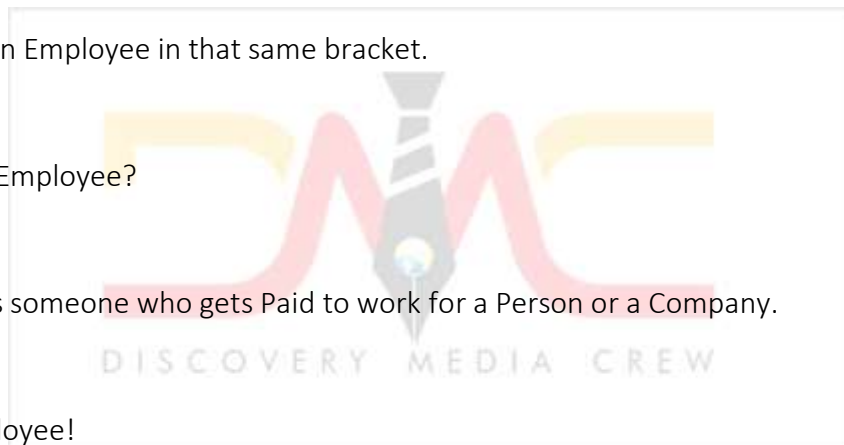 n Employee in that same bracket.
Employee?
s someone who gets Paid to work for a Person or a Company.
DISCOVERY MEDIA CREW
loyee!